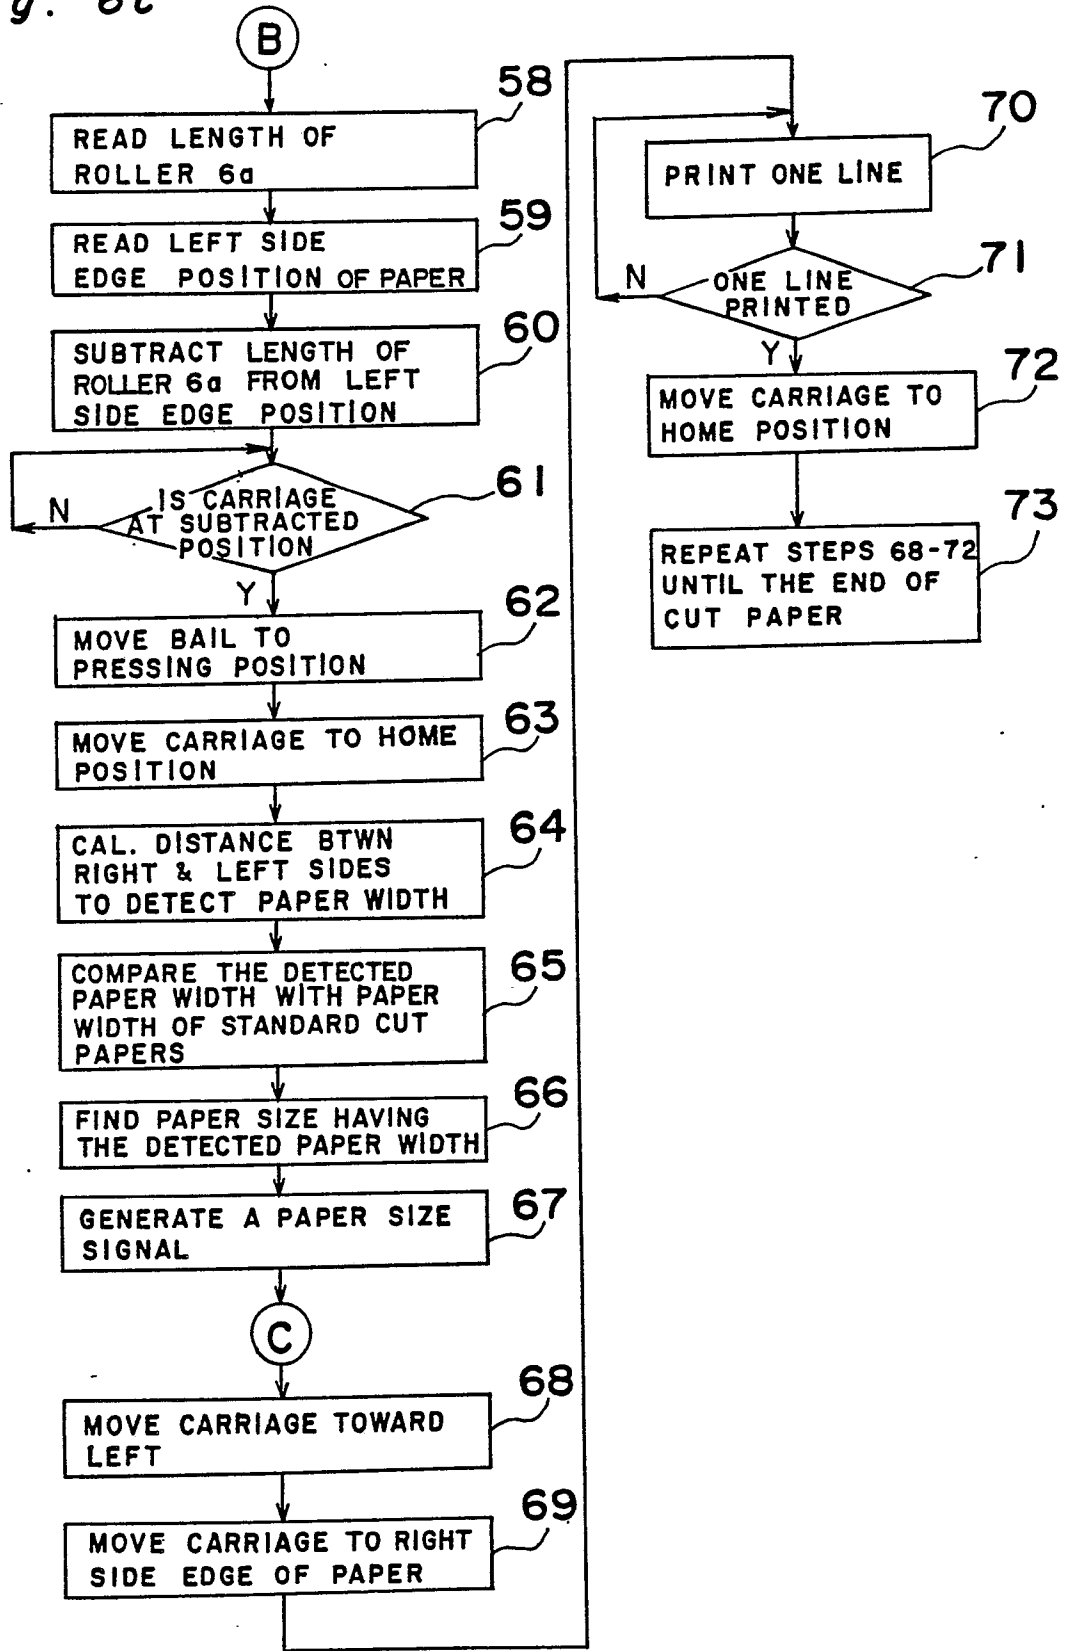 B
58
READ LENGTH OF
ROLLER 6a
59
READ LEFT SIDE
EDGE POSITION OF PAPER
60
SUBTRACT LENGTH OF
ROLLER 6a FROM LEFT
SIDE EDGE POSITION
61
IS CARRIAGE
AT SUBTRACTED
POSITION
N
Y
62
MOVE BAIL TO
PRESSING POSITION
63
MOVE CARRIAGE TO HOME
POSITION
64
CAL. DISTANCE BTWN
RIGHT & LEFT SIDES
TO DETECT PAPER WIDTH
65
COMPARE THE DETECTED
PAPER WIDTH WITH PAPER
WIDTH OF STANDARD CUT
PAPERS
66
FIND PAPER SIZE HAVING
THE DETECTED PAPER WIDTH
67
GENERATE A PAPER SIZE
SIGNAL
C
68
MOVE CARRIAGE TOWARD
LEFT
69
MOVE CARRIAGE TO RIGHT
SIDE EDGE OF PAPER
70
PRINT ONE LINE
71
ONE LINE
PRINTED
N
Y
72
MOVE CARRIAGE TO
HOME POSITION
73
REPEAT STEPS 68-72
UNTIL THE END OF
CUT PAPER